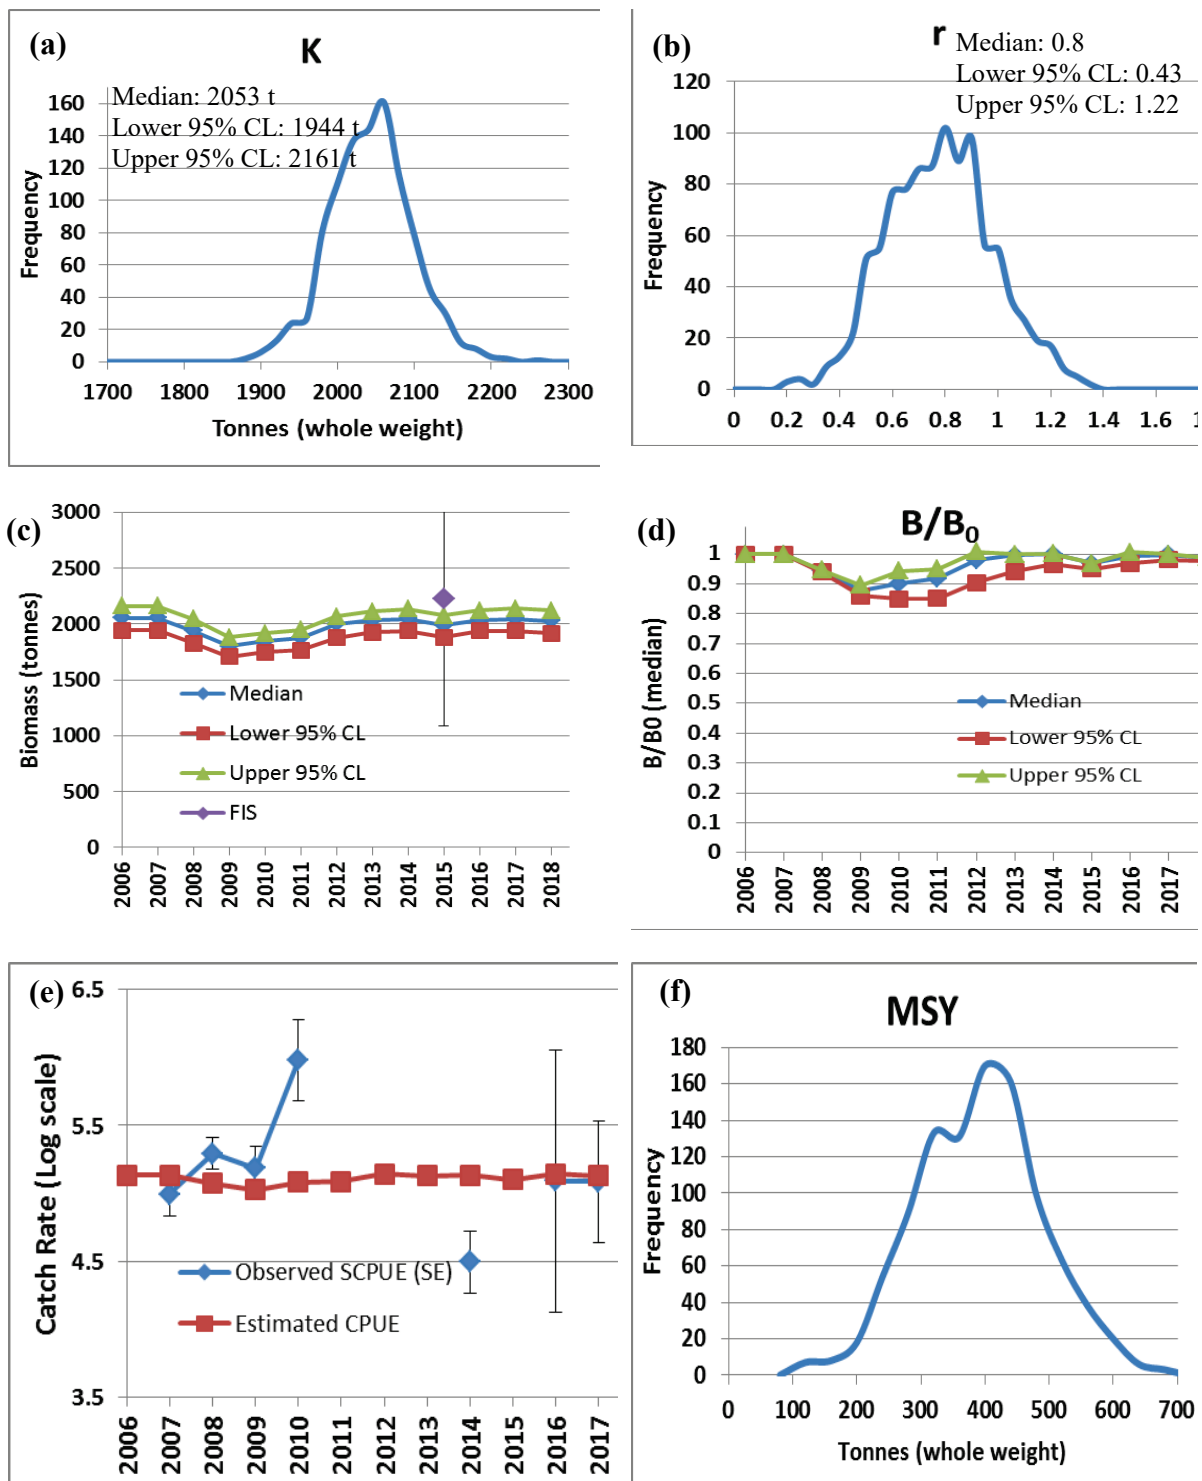 (a)
K
Median: 2053 t
Lower 95% CL: 1944 t
Upper 95% CL: 2161 t
Frequency
160
140
120
100
80
60
40
20
0
1700 1800 1900 2000 2100 2200 2300
Tonnes (whole weight)
(b)
r
Median: 0.8
Lower 95% CL: 0.43
Upper 95% CL: 1.22
Frequency
120
100
80
60
40
20
0
0 0.2 0.4 0.6 0.8 1 1.2 1.4 1.6 1
(c)
Biomass (tonnes)
3000
2500
2000
1500
1000
500
0
Median
Lower 95% CL
Upper 95% CL
FIS
2006 2007 2008 2009 2010 2011 2012 2013 2014 2015 2016 2017 2018
(d)
B/B0
B/B0 (median)
1
0.9
0.8
0.7
0.6
0.5
0.4
0.3
0.2
0.1
0
Median
Lower 95% CL
Upper 95% CL
2006 2007 2008 2009 2010 2011 2012 2013 2014 2015 2016 2017
(e)
Catch Rate (Log scale)
6.5
5.5
4.5
3.5
Observed SCPUE (SE)
Estimated CPUE
2006 2007 2008 2009 2010 2011 2012 2013 2014 2015 2016 2017
(f)
MSY
Frequency
180
160
140
120
100
80
60
40
20
0
0 100 200 300 400 500 600 700
Tonnes (whole weight)